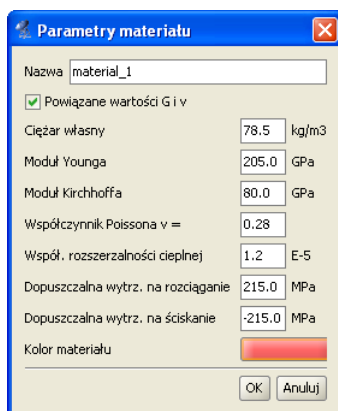 Parametry materiału
Nazwa material_1
Powiązane wartości G i v
Ciężar własny 78.5 kg/m3
Moduł Younga 205.0 GPa
Moduł Kirchhoffa 80.0 GPa
Współczynnik Poissona v = 0.28
Współ. rozszerzalności cieplnej 1.2 E-5
Dopuszczalna wytrz. na rozciąganie 215.0 MPa
Dopuszczalna wytrz. na ściskanie -215.0 MPa
Kolor materiału
OK Anuluj